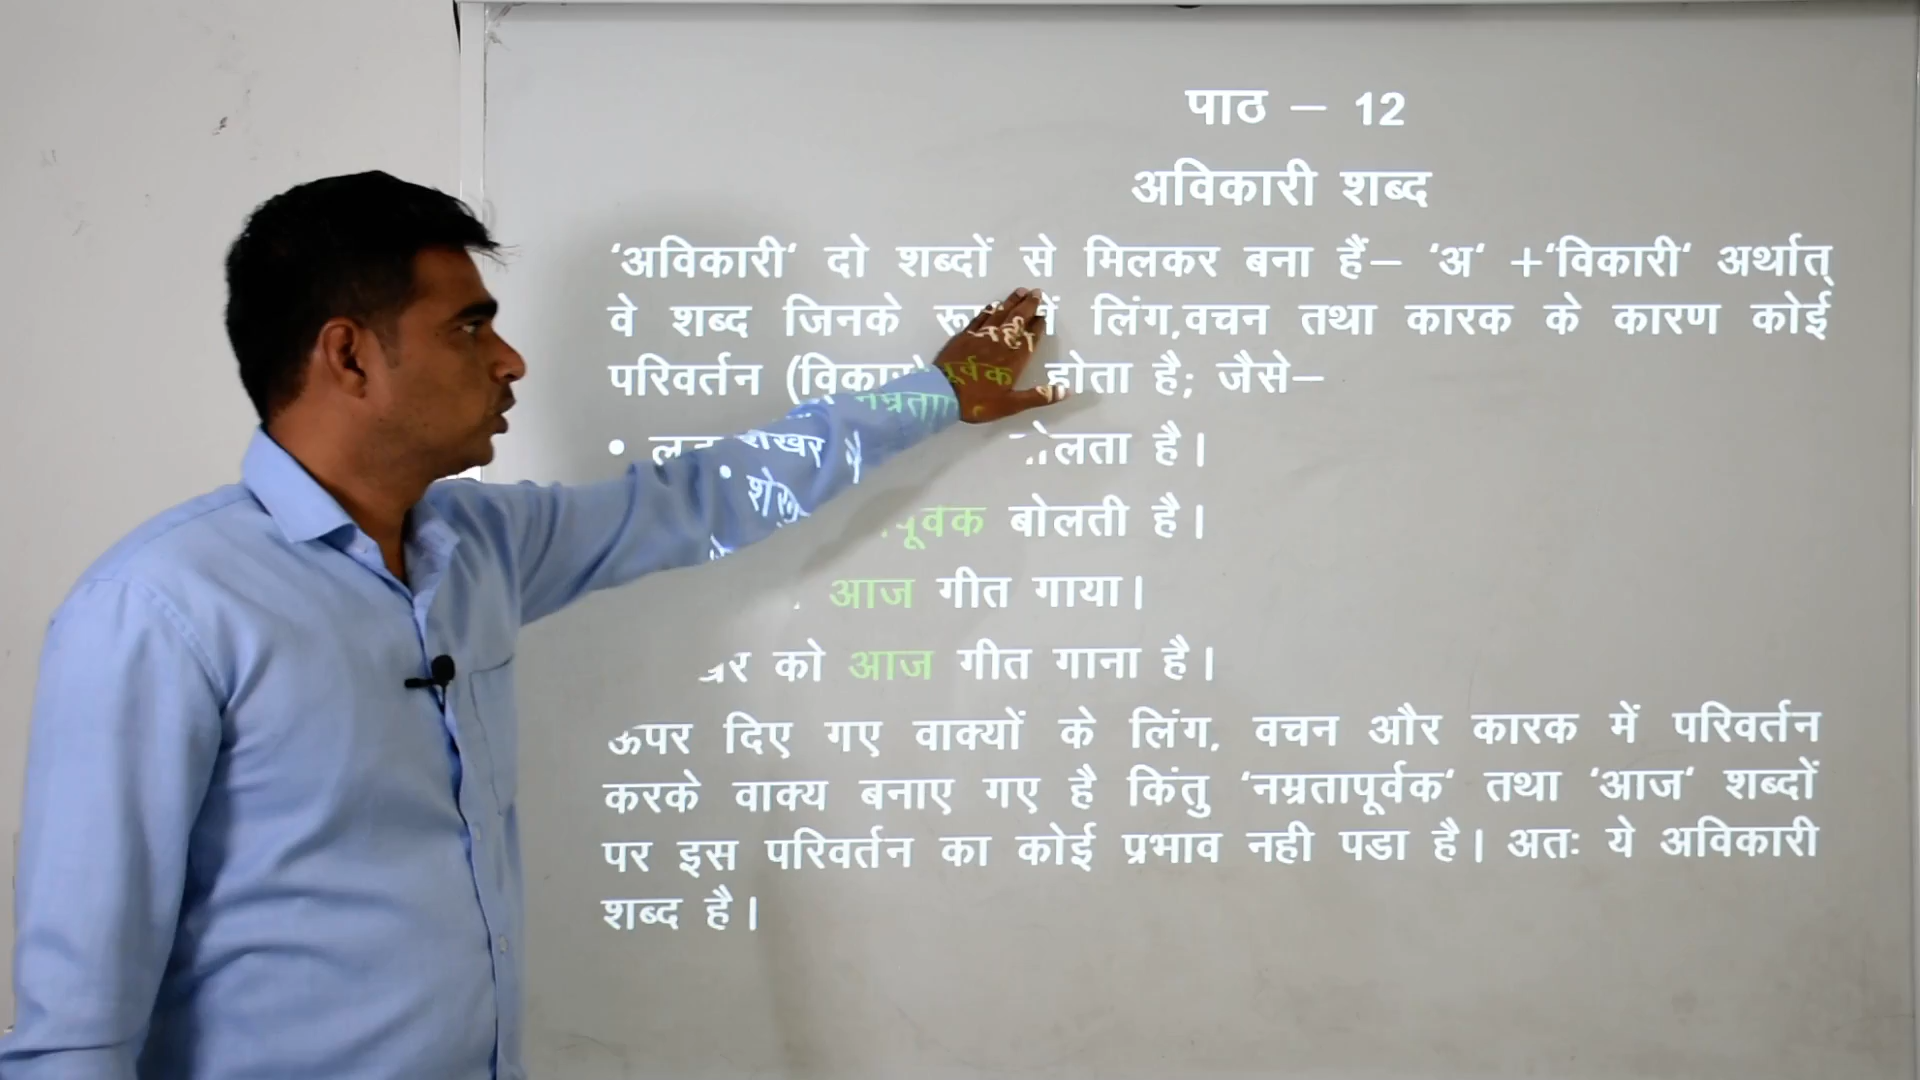 पाठ – 12
अविकारी शब्द
‘अविकारी‘ दो शब्दों से मिलकर बना हैं– ‘अ‘ +‘विकारी‘ अर्थात्
वे शब्द जिनके में लिंग,वचन तथा कारक के कारण कोई
परिवर्तन (विकार) नहीं होता है; जैसे–
बोलता है।
बोलती है।
आज गीत गाया।
को आज गीत गाना है।
ऊपर दिए गए वाक्यों के लिंग, वचन और कारक में परिवर्तन
करके वाक्य बनाए गए है किंतु ‘नम्रतापूर्वक‘ तथा ‘आज‘ शब्दों
पर इस परिवर्तन का कोई प्रभाव नही पडा है। अतः ये अविकारी
शब्द है।